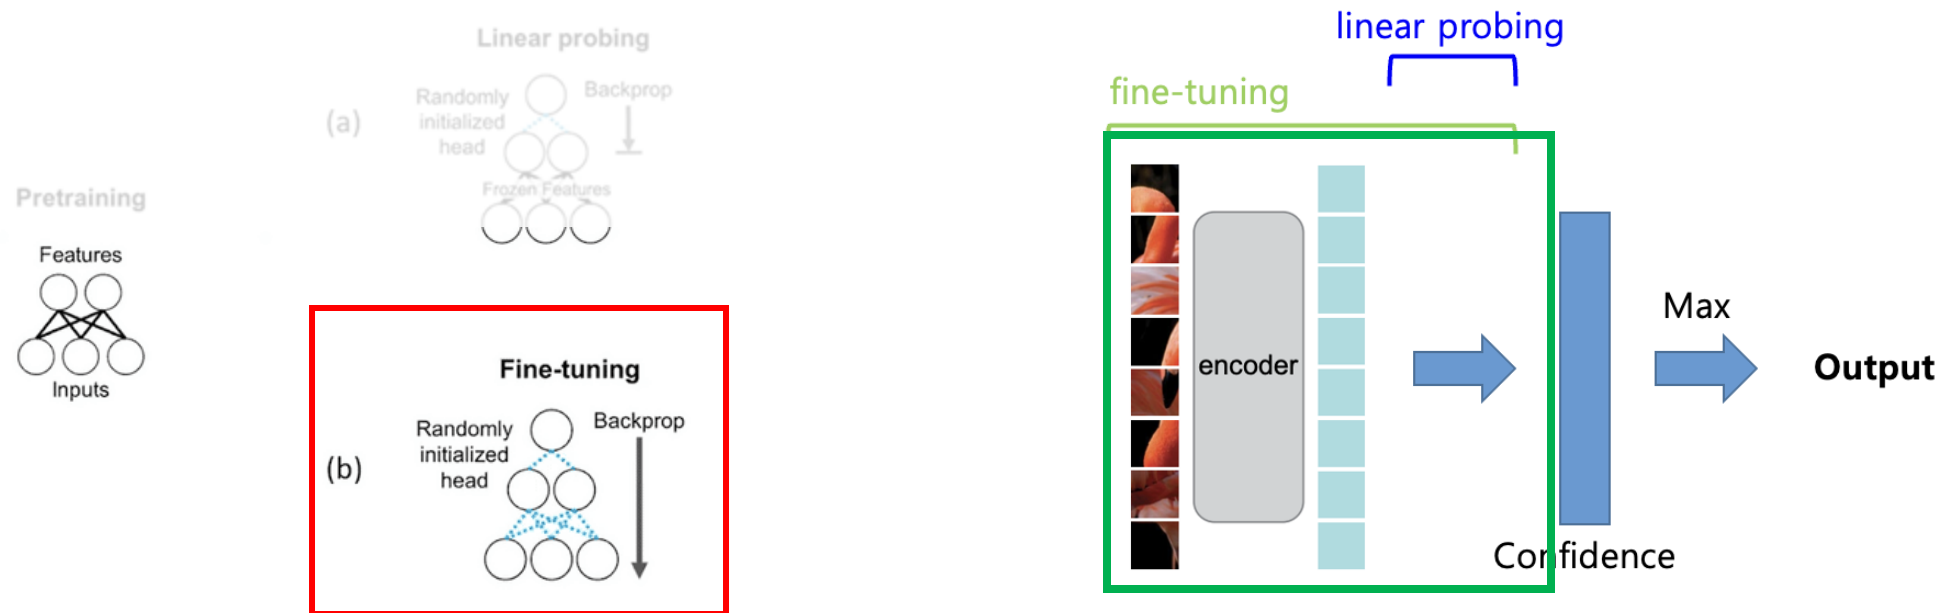 Linear probing
Randomly
initialized
head
Backprop
(a)
Frozen Features
Pretraining
Features
Inputs
Fine-tuning
Randomly
initialized
head
Backprop
(b)
linear probing
fine-tuning
encoder
Max
Output
Confidence